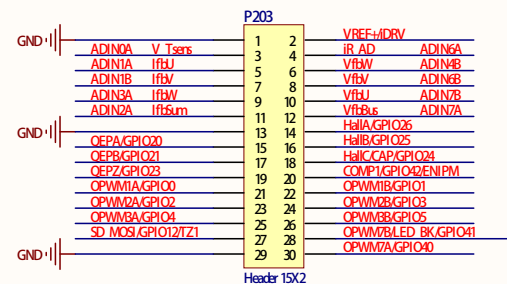 P203
GND 1 2 VREF+/iDRV
ADIN0A V_Tsens 3 4 iR_AD ADIN6A
ADIN1A IfbU 5 6 VfbW ADIN4B
ADIN1B IfbV 7 8 VfbV ADIN6B
ADIN3A IfbW 9 10 VfbU ADIN7B
ADIN2A IfbSum 11 12 VfbBus ADIN7A
GND 13 14 HallA/GPIO26
QEPA/GPIO20 15 16 HallB/GPIO25
QEPB/GPIO21 17 18 HallC/CAP/GPIO24
QEPZ/GPIO23 19 20 COMP1/GPIO42/ENIPM
OPWM1A/GPIO0 21 22 OPWM1B/GPIO1
OPWM2A/GPIO2 23 24 OPWM2B/GPIO3
OPWM3A/GPIO4 25 26 OPWM3B/GPIO5
SD_MOSI/GPIO12/TZ1 27 28 OPWM7B/LED_BK/GPIO41
GND 29 30 OPWM7A/GPIO40
Header 15X2